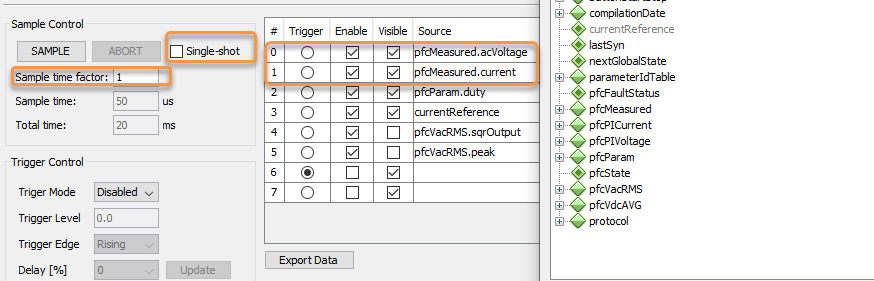 Sample Control
SAMPLE ABORT Single-shot
Sample time factor: 1
Sample time: 50 us
Total time: 20 ms
Trigger Control
Triger Mode Disabled
Trigger Level 0.0
Trigger Edge Rising
Delay [%] 0 Update
# Trigger Enable Visible Source
0 pfcMeasured.acVoltage
1 pfcMeasured.current
2 pfcParam.duty
3 currentReference
4 pfcVacRMS.sqrOutput
5 pfcVacRMS.peak
6
7
Export Data
compilationDate
currentReference
lastSyn
nextGlobalState
parameterIdTable
pfcFaultStatus
pfcMeasured
pfcPICurrent
pfcPIVoltage
pfcParam
pfcState
pfcVacRMS
pfcVdcAVG
protocol